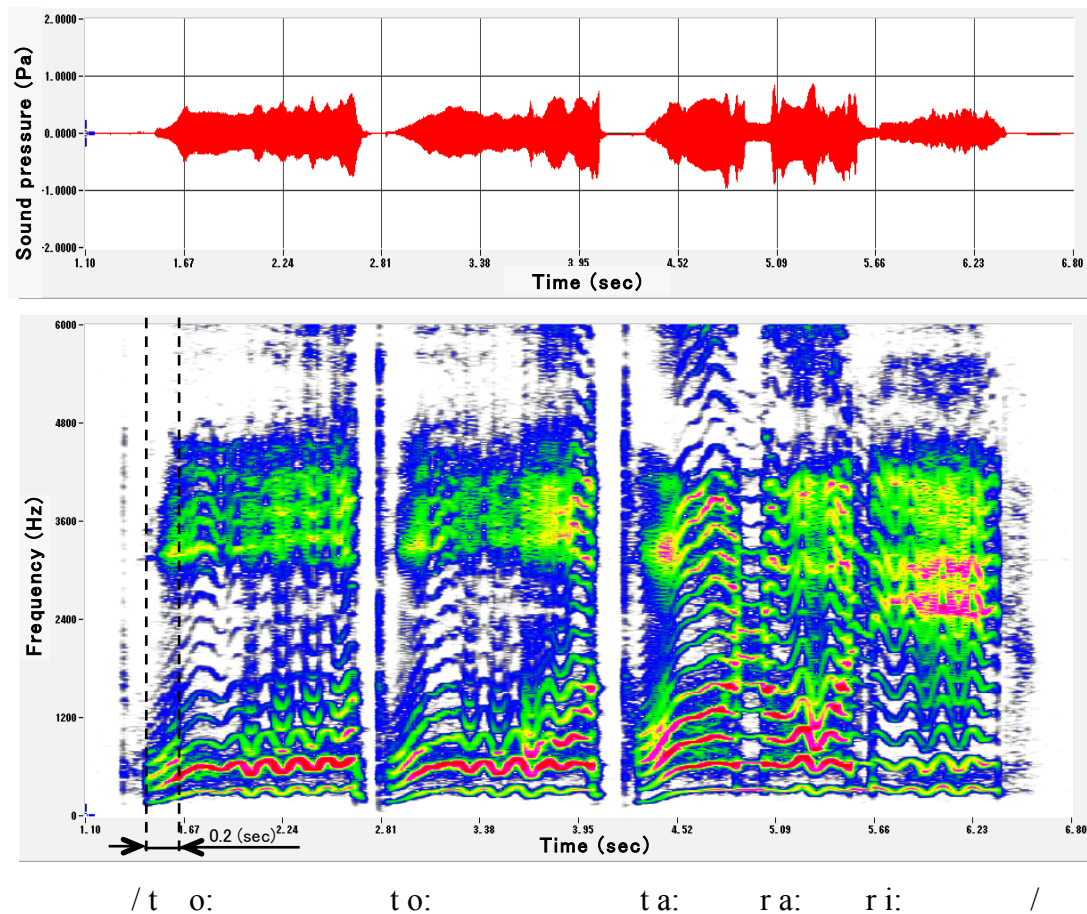 Sound pressure (Pa)
2.0000
1.0000
0.0000
-1.0000
-2.0000
1.10 1.67 2.24 2.81 3.38 3.95 4.52 5.09 5.66 6.23 6.80
Time (sec)
Frequency (Hz)
6000
4800
3600
2400
1200
0
1.10 1.67 2.24 2.81 3.38 3.95 4.52 5.09 5.66 6.23 6.80
0.2 (sec)
Time (sec)
/ t o: t o: t a: r a: r i: /